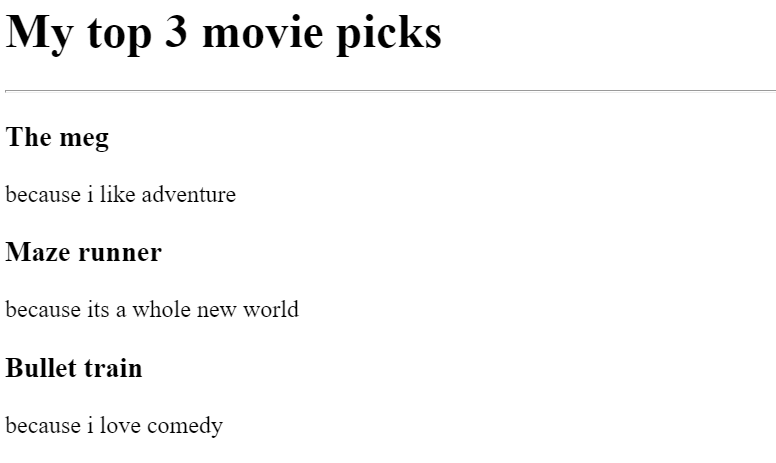 My top 3 movie picks
The meg
because i like adventure
Maze runner
because its a whole new world
Bullet train
because i love comedy